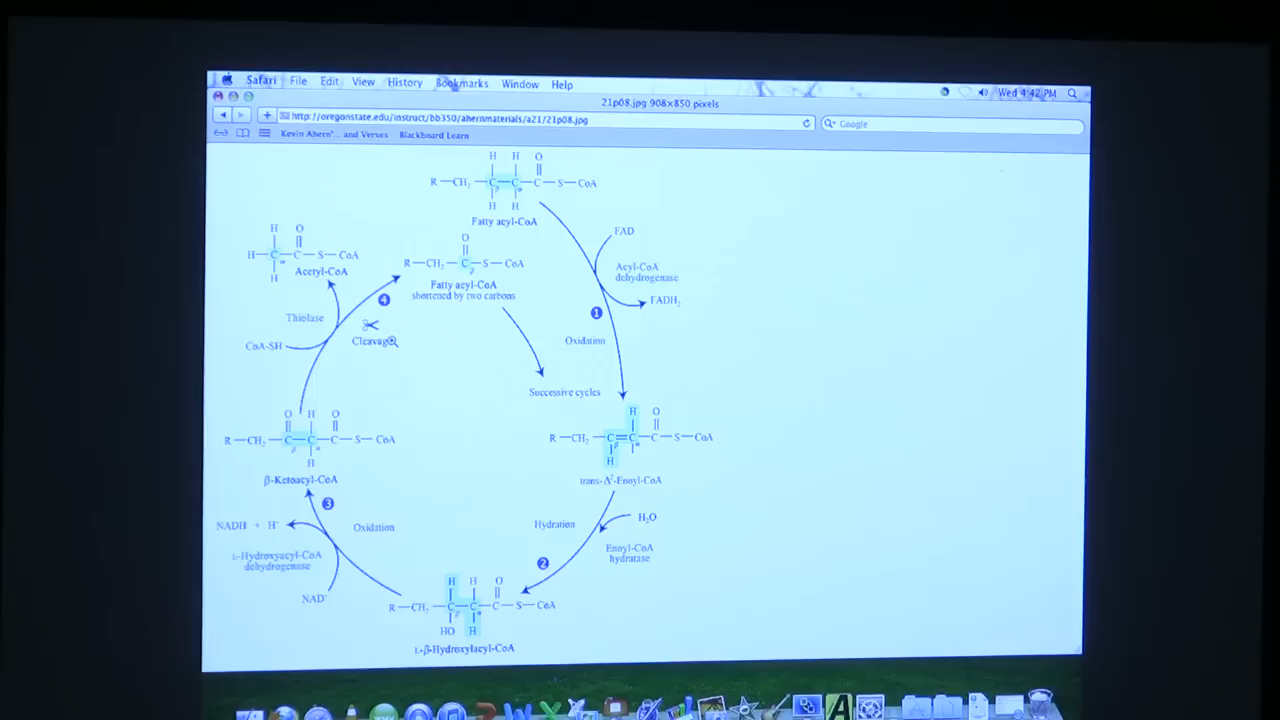 Safari File Edit View History Bookmarks Window Help
Wed 4:42 PM
21p08.jpg 908×850 pixels
http://oregonstate.edu/instruct/bb350/ahernmaterials/a21/21p08.jpg
Google
Kevin Ahern'... and Verses Blackboard Learn
H H O
R—CH₂—C—C—C—S—CoA
β α
H H
Fatty acyl-CoA
FAD
Acyl-CoA
dehydrogenase
FADH₂
1
Oxidation
H O
H—C—C—S—CoA
α
H
Acetyl-CoA
O
R—CH₂—C—S—CoA
β
Fatty acyl-CoA
shortened by two carbons
4
Thiolase
Cleavag
CoA-SH
Successive cycles
O H O
R—CH₂—C—C—C—S—CoA
β α
H
β-Ketoacyl-CoA
H O
R—CH₂—C=C—C—S—CoA
β α
H
trans-Δ²-Enoyl-CoA
3
NADH + H⁺
Oxidation
L-Hydroxyacyl-CoA
dehydrogenase
NAD⁺
Hydration
H₂O
Enoyl-CoA
hydratase
2
H H O
R—CH₂—C—C—C—S—CoA
β α
HO H
L-β-Hydroxylacyl-CoA